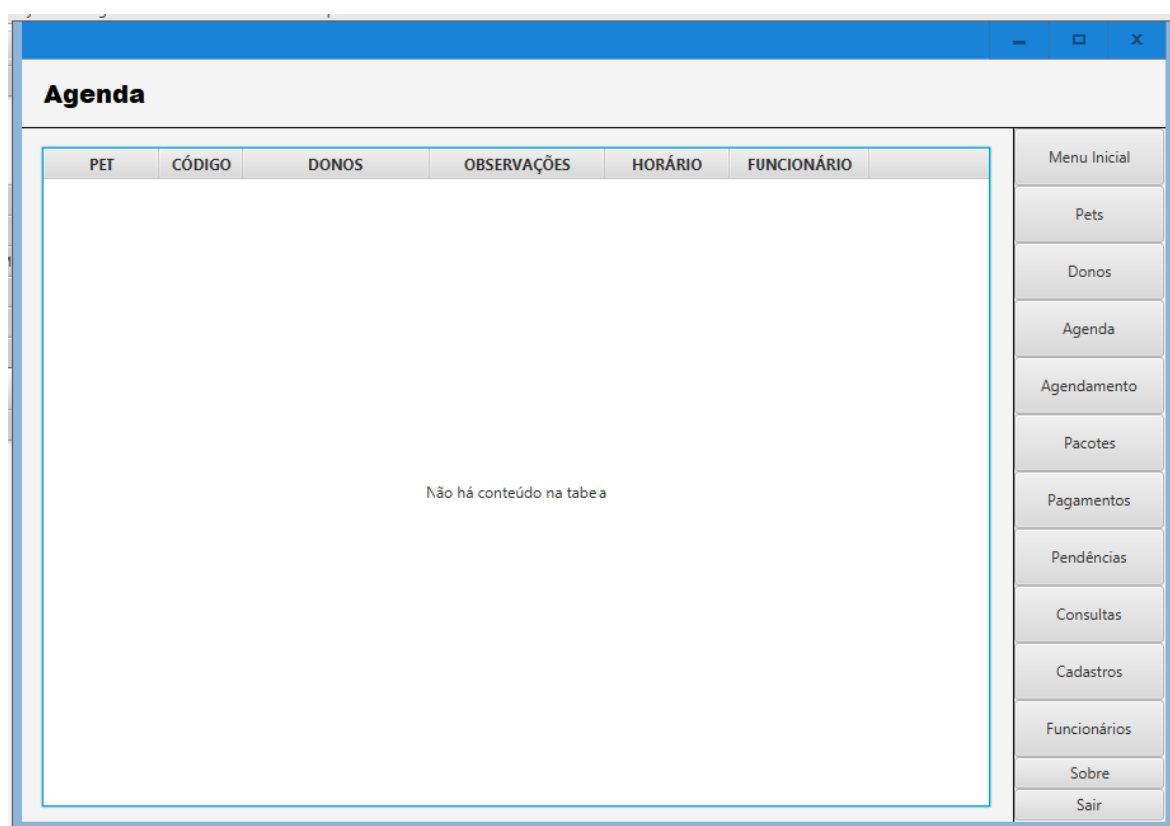 Agenda
PET CÓDIGO DONOS OBSERVAÇÕES HORÁRIO FUNCIONÁRIO
Não há conteúdo na tabela
Menu Inicial
Pets
Donos
Agenda
Agendamento
Pacotes
Pagamentos
Pendências
Consultas
Cadastros
Funcionários
Sobre
Sair